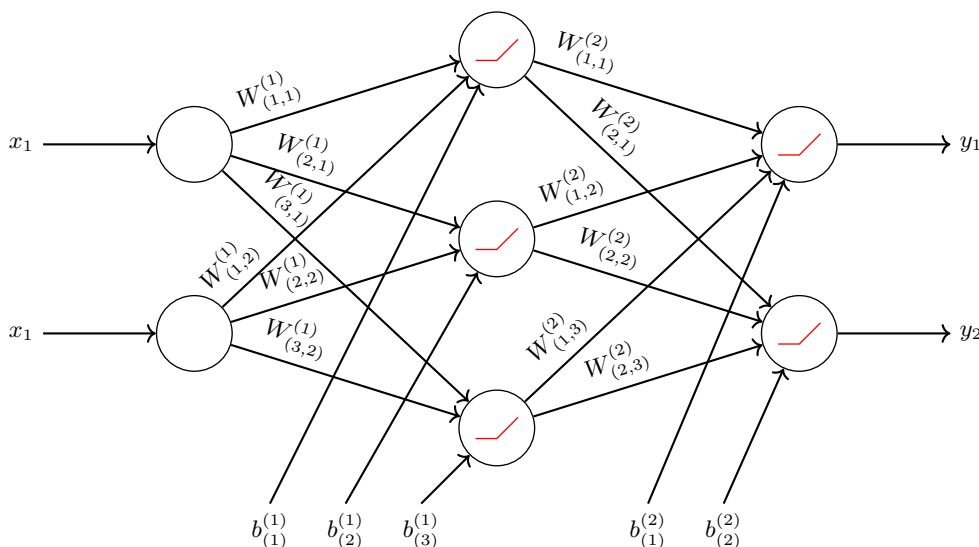 W^{(2)}_{(1,1)}
W^{(1)}_{(1,1)}
W^{(2)}_{(2,1)}
x_1
W^{(1)}_{(2,1)}
y_1
W^{(1)}_{(3,1)}
W^{(2)}_{(1,2)}
W^{(1)}_{(1,2)}
W^{(1)}_{(2,2)}
W^{(2)}_{(2,2)}
x_1
W^{(1)}_{(3,2)}
W^{(2)}_{(1,3)}
y_2
W^{(2)}_{(2,3)}
b^{(1)}_{(1)} b^{(1)}_{(2)} b^{(1)}_{(3)} b^{(2)}_{(1)} b^{(2)}_{(2)}